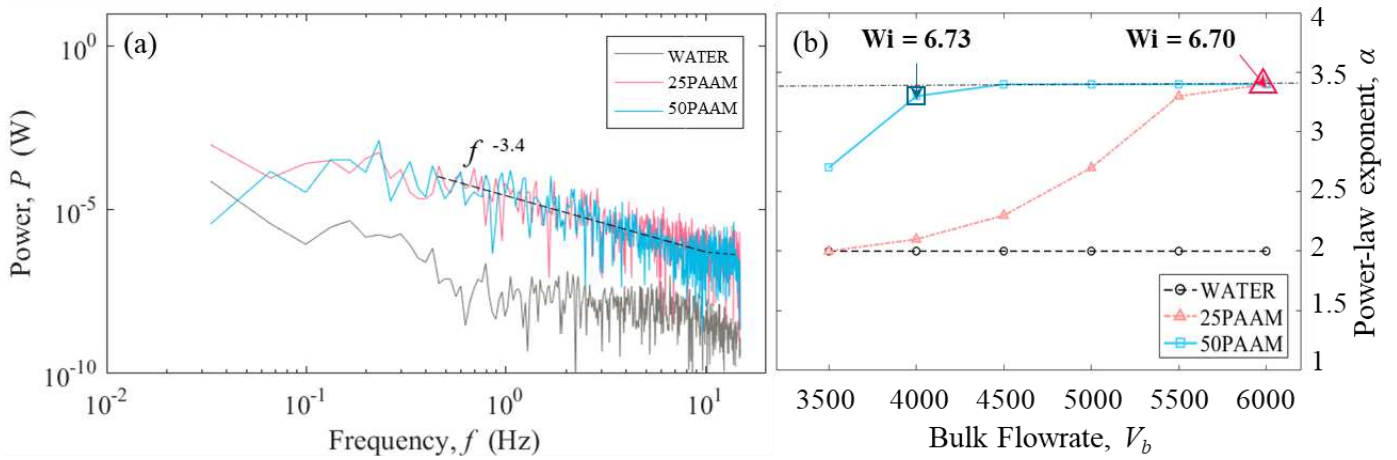 (a)
WATER
25PAAM
50PAAM
f -3.4
10^0
10^-5
10^-10
Power, P (W)
10^-2
10^-1
10^0
10^1
Frequency, f (Hz)
(b)
Wi = 6.73
Wi = 6.70
4
3.5
3
2.5
2
1.5
1
Power-law exponent, α
WATER
25PAAM
50PAAM
3500 4000 4500 5000 5500 6000
Bulk Flowrate, V_b